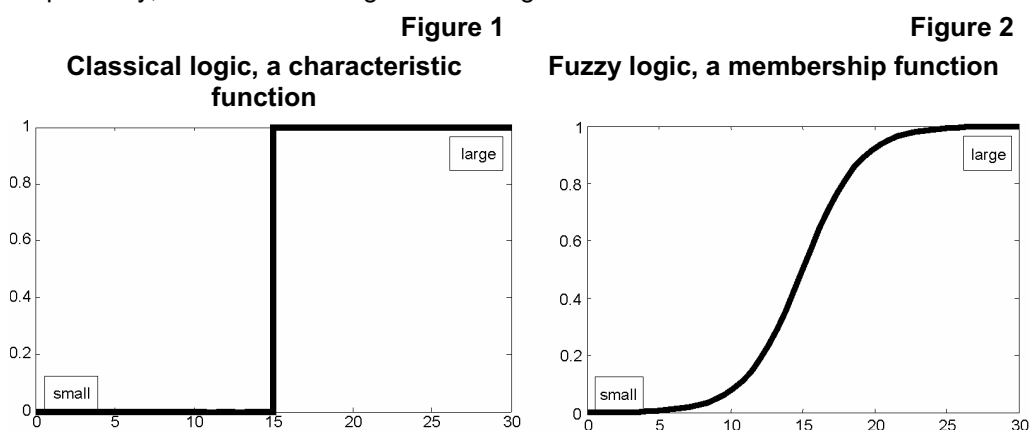 Figure 1
Classical logic, a characteristic
function
1
0.8
0.6
0.4
0.2
0
0 5 10 15 20 25 30
large
small
Figure 2
Fuzzy logic, a membership function
1
0.8
0.6
0.4
0.2
0
0 5 10 15 20 25 30
large
small